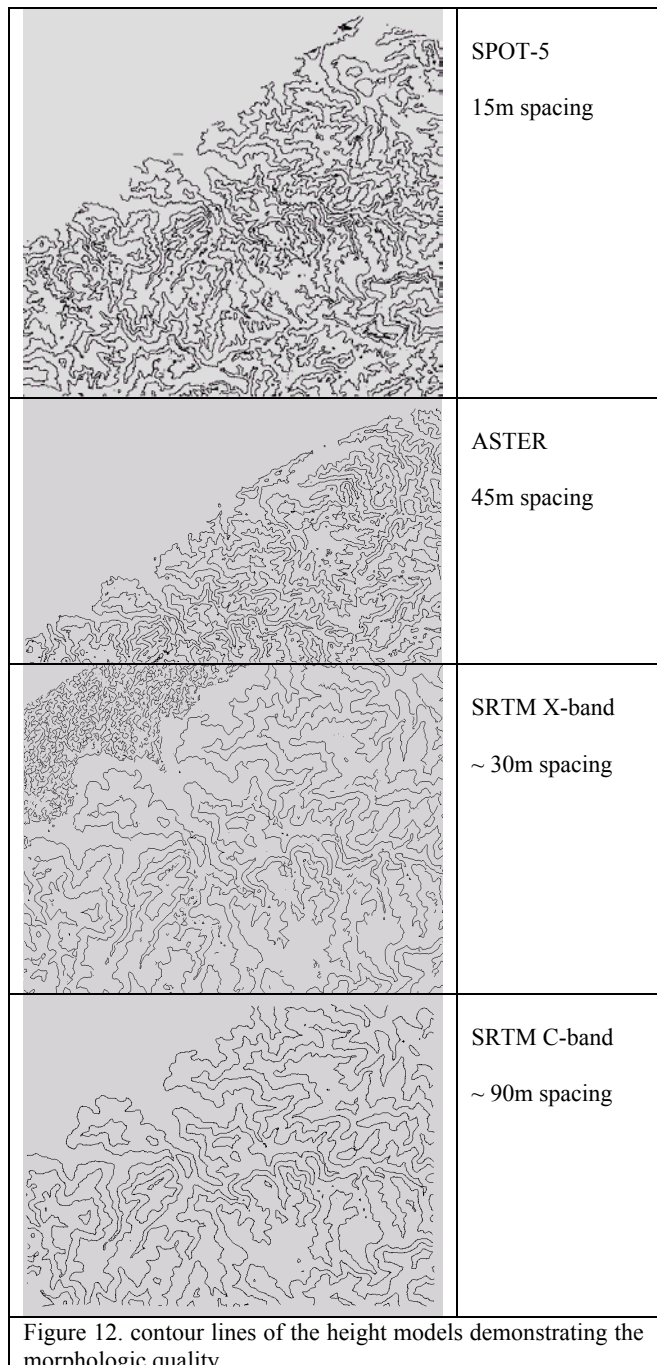 SPOT-5
15m spacing
ASTER
45m spacing
SRTM X-band
~ 30m spacing
SRTM C-band
~ 90m spacing
Figure 12. contour lines of the height models demonstrating the
morphologic quality